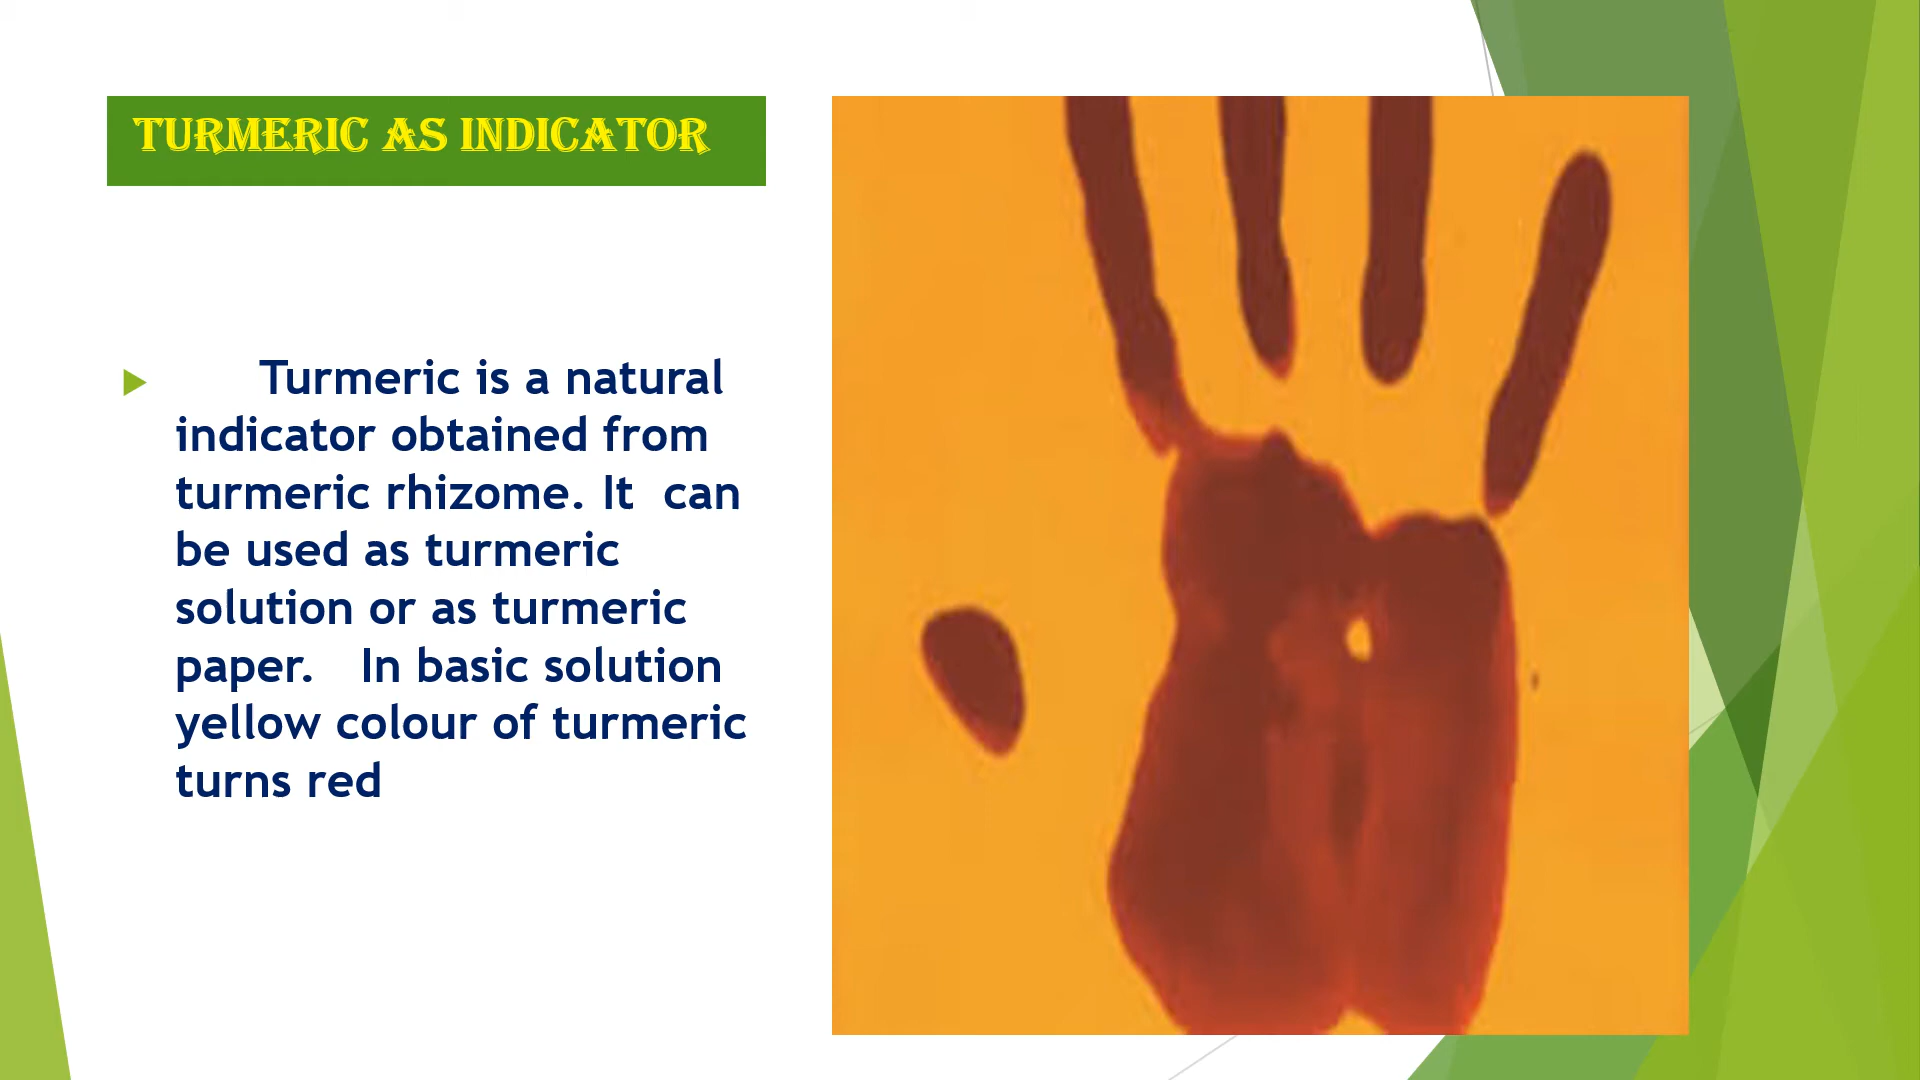 TURMERIC AS INDICATOR
Turmeric is a natural
indicator obtained from
turmeric rhizome. It can
be used as turmeric
solution or as turmeric
paper. In basic solution
yellow colour of turmeric
turns red